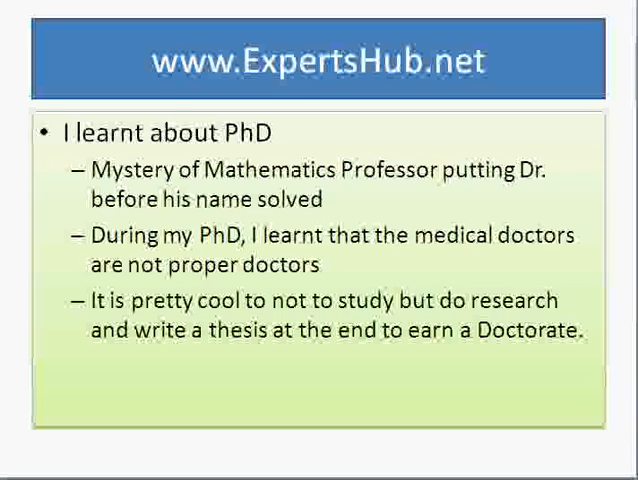 www.ExpertsHub.net
• I learnt about PhD
– Mystery of Mathematics Professor putting Dr.
before his name solved
– During my PhD, I learnt that the medical doctors
are not proper doctors
– It is pretty cool to not to study but do research
and write a thesis at the end to earn a Doctorate.